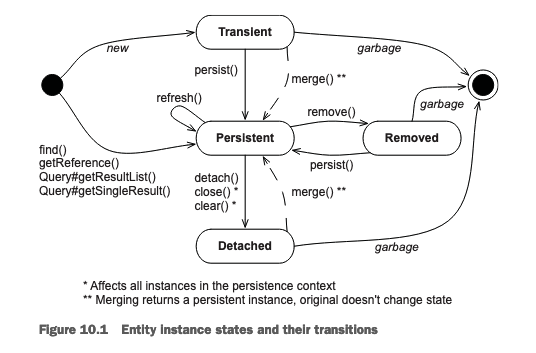 Transient
new
garbage
persist()
merge() **
refresh()
remove()
garbage
Persistent
Removed
find()
getReference()
Query#getResultList()
Query#getSingleResult()
persist()
detach()
close() *
clear() *
merge() **
Detached
garbage
* Affects all instances in the persistence context
** Merging returns a persistent instance, original doesn't change state
Figure 10.1 Entity instance states and their transitions